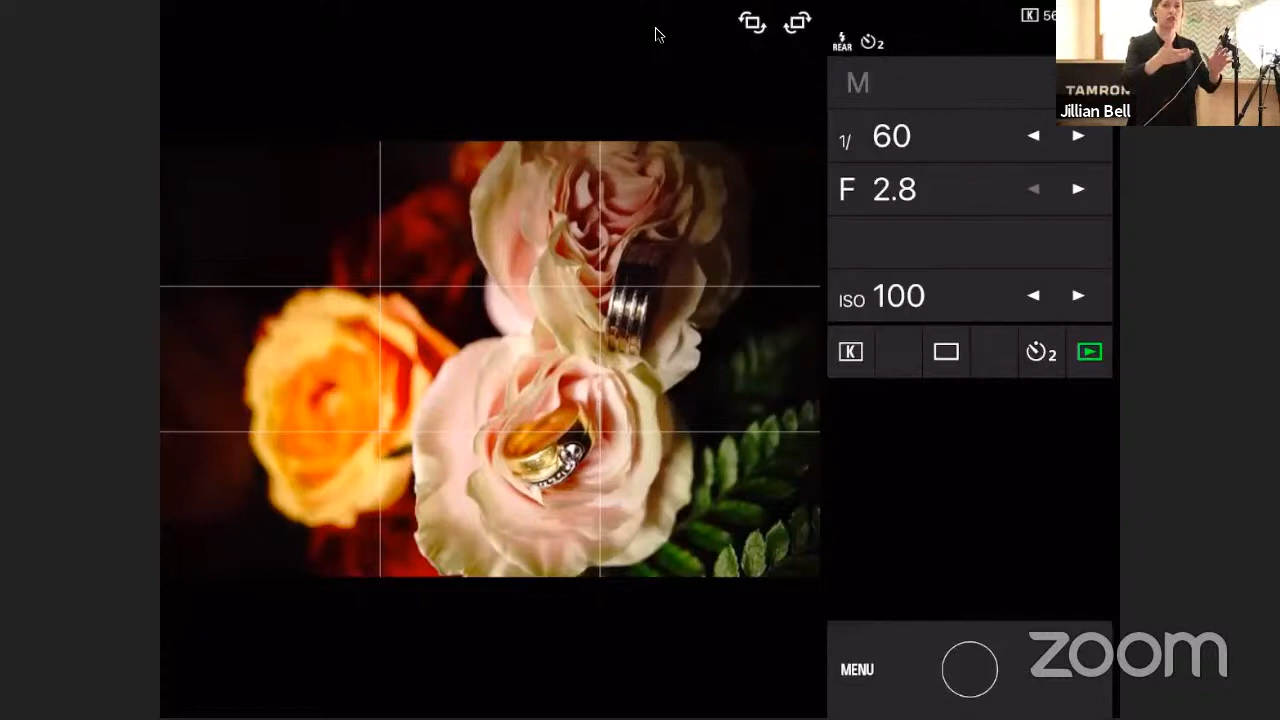 K 56
REAR 2
M
1/ 60
F 2.8
ISO 100
K 2
MENU
TAMRON
Jillian Bell
zoom